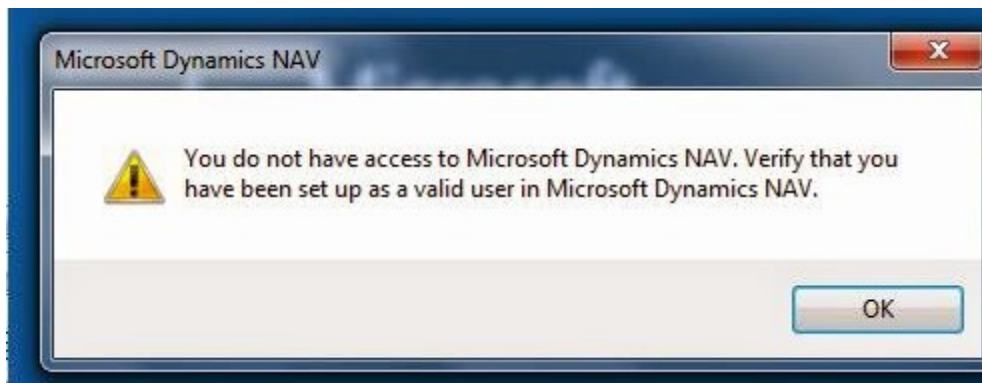 Microsoft Dynamics NAV
Microsoft
You do not have access to Microsoft Dynamics NAV. Verify that you
have been set up as a valid user in Microsoft Dynamics NAV.
OK